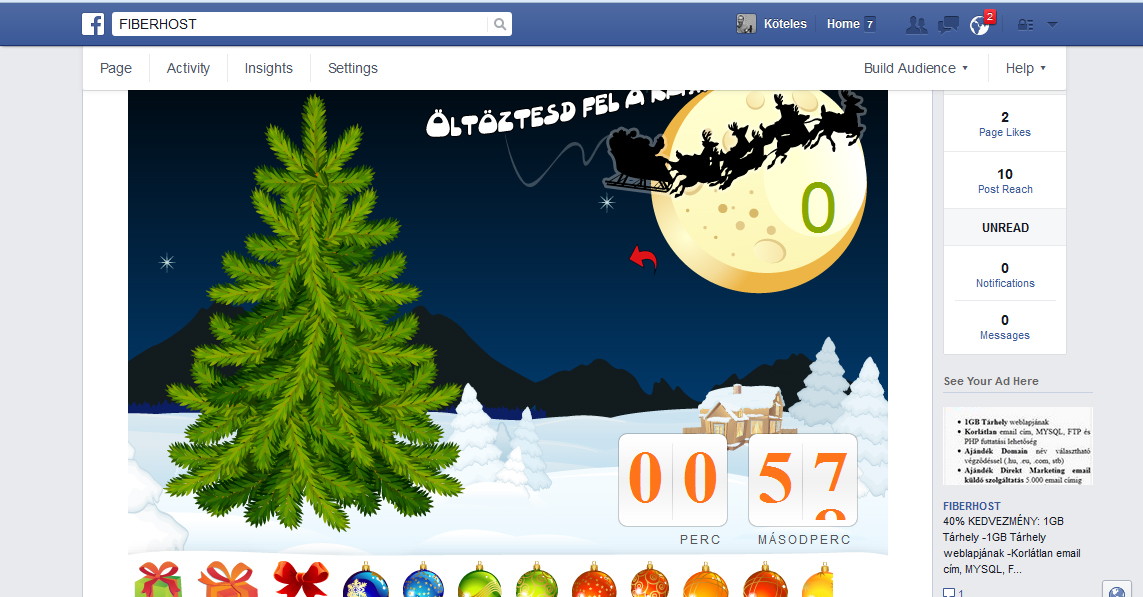 FIBERHOST
Köteles
Home 7
2
Page
Activity
Insights
Settings
Build Audience
Help
ÖLTÖZTESD FEL A
0
00
57
PERC
MÁSODPERC
2
Page Likes
10
Post Reach
UNREAD
0
Notifications
0
Messages
See Your Ad Here
• 1GB Tárhely weblapjának
• Korlátlan email cím, MYSQL, FTP és
PHP futtatási lehetőség
• Ajándék Domain név választható
végződéssel (.hu, .eu, .com, stb)
• Ajándék Direkt Marketing email
küldő szolgáltatás 5.000 email címig
FIBERHOST
40% KEDVEZMÉNY: 1GB
Tárhely -1GB Tárhely
weblapjának -Korlátlan email
cím, MYSQL, F...
1